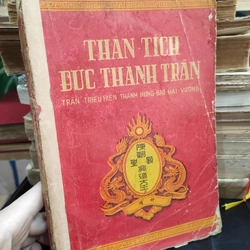 THẦN TÍCH
ĐỨC THÁNH TRẦN
TRẦN TRIỀU HIỂN THÁNH HƯNG ĐẠO ĐẠI VƯƠNG